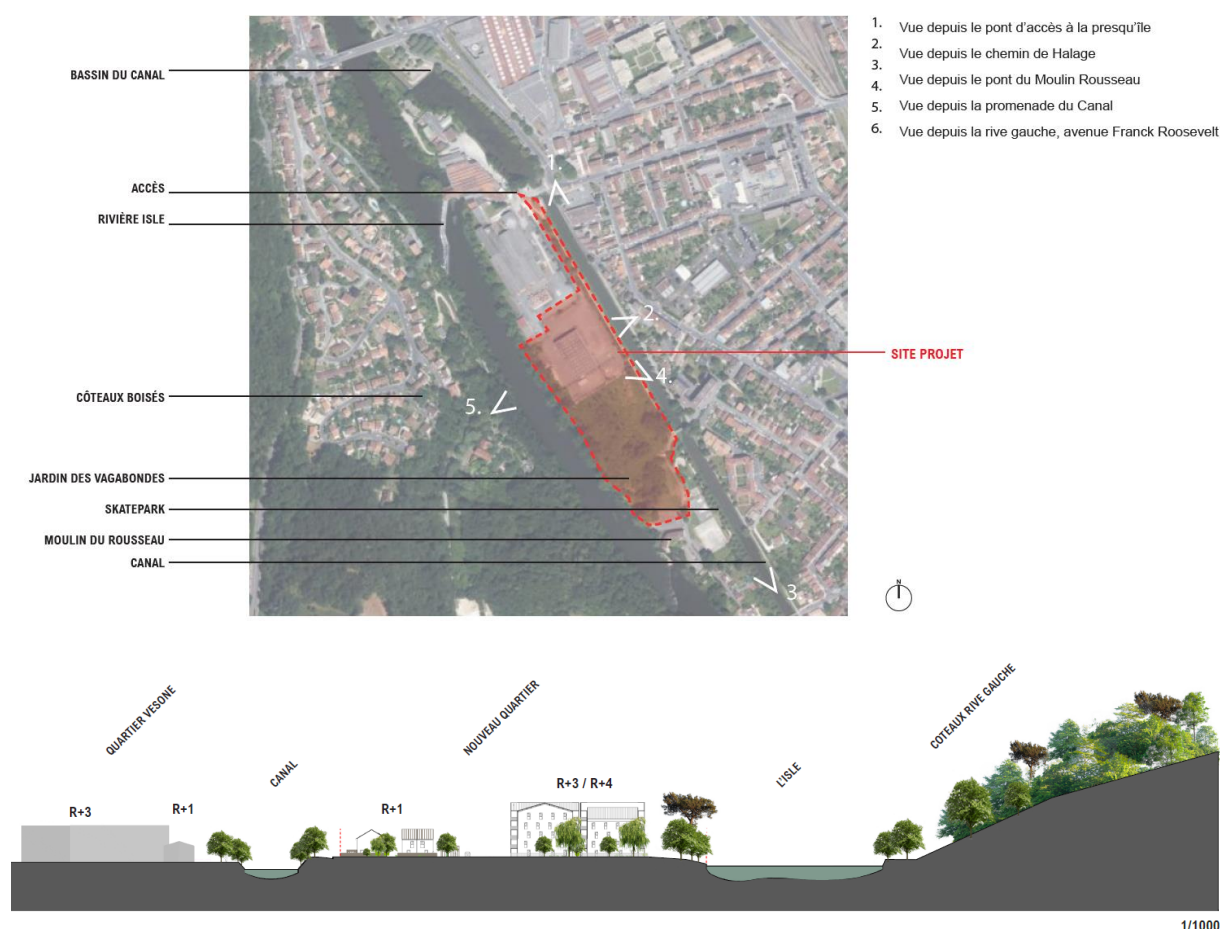 1. Vue depuis le pont d'accès à la presqu'île
2. Vue depuis le chemin de Halage
3. Vue depuis le pont du Moulin Rousseau
4. Vue depuis la promenade du Canal
5. Vue depuis la rive gauche, avenue Franck Roosevelt
6.
BASSIN DU CANAL
ACCÈS
RIVIÈRE ISLE
CÔTEAUX BOISÉS
JARDIN DES VAGABONDES
SKATEPARK
MOULIN DU ROUSSEAU
CANAL
1.
2.
4.
5.
3.
SITE PROJET
N
QUARTIER VESONE
CANAL
NOUVEAU QUARTIER
L'ISLE
COTEAUX RIVE GAUCHE
R+3
R+1
R+1
R+3 / R+4
1/1000